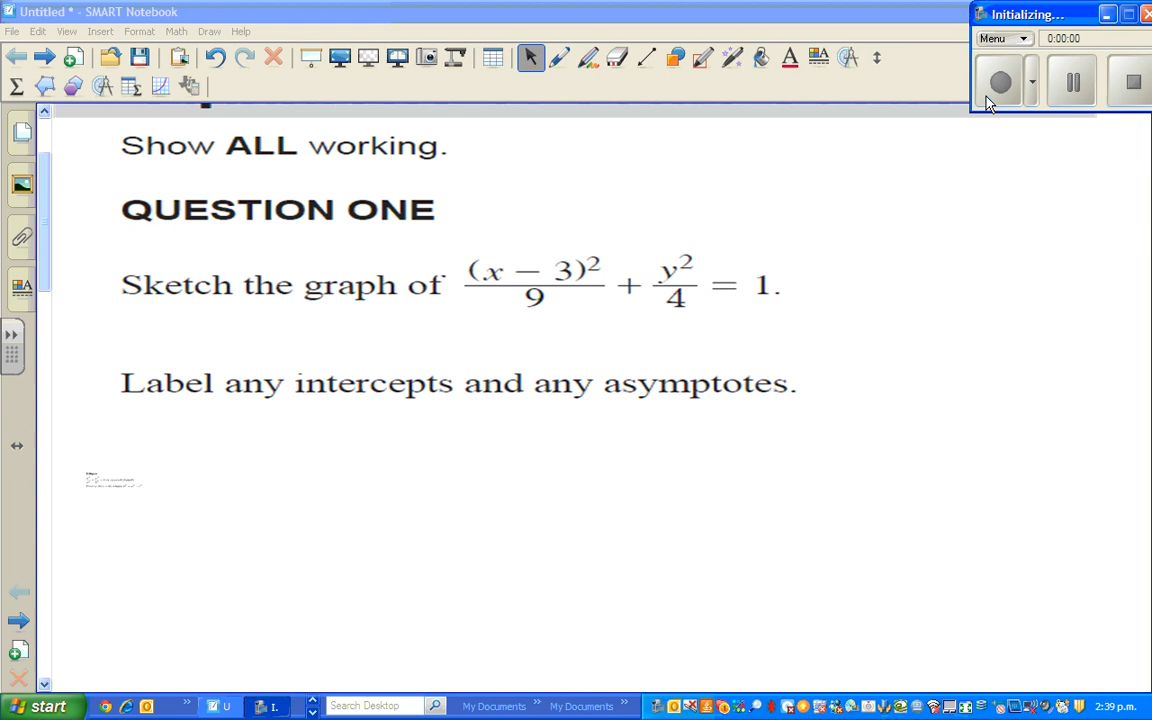 Untitled * - SMART Notebook
Initializing...
File Edit View Insert Format Math Draw Help
Menu 0:00:00
Show ALL working.
QUESTION ONE
Sketch the graph of (x − 3)²/9 + y²/4 = 1.
Label any intercepts and any asymptotes.
start U I. Search Desktop My Documents » My Documents » 2:39 p.m.